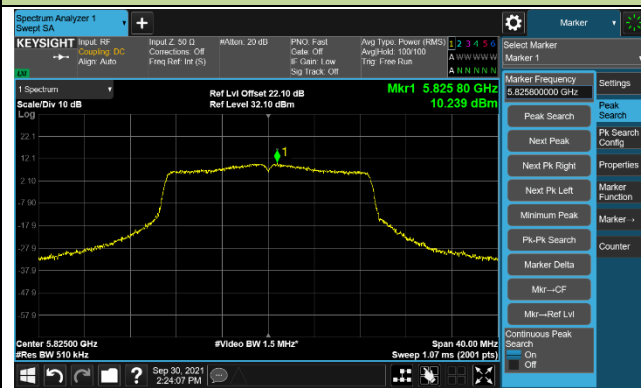 Spectrum Analyzer 1
Swept SA
+
Marker
KEYSIGHT
Input: RF
Coupling: DC
Align: Auto
Input Z: 50 Ω
Corrections: Off
Freq Ref: Int (S)
#Atten: 20 dB
PNO: Fast
Gate: Off
IF Gain: Low
Sig Track: Off
Avg Type: Power (RMS)
Avg|Hold: 100/100
Trig: Free Run
1 2 3 4 5 6
A W W W W W
A N N N N N
LXI
Select Marker
Marker 1
1 Spectrum
Scale/Div 10 dB
Log
Ref Lvl Offset 22.10 dB
Ref Level 32.10 dBm
Mkr1 5.825 80 GHz
10.239 dBm
22.1
12.1
2.10
-7.90
-17.9
-27.9
-37.9
-47.9
-57.9
1
Center 5.82500 GHz
#Res BW 510 kHz
#Video BW 1.5 MHz*
Span 40.00 MHz
Sweep 1.07 ms (2001 pts)
Marker Frequency
5.825800000 GHz
Peak Search
Next Peak
Next Pk Right
Next Pk Left
Minimum Peak
Pk-Pk Search
Marker Delta
Mkr→CF
Mkr→Ref Lvl
Continuous Peak
Search
On
Off
Settings
Peak
Search
Pk Search
Config
Properties
Marker
Function
Marker→
Counter
?
Sep 30, 2021
2:24:07 PM